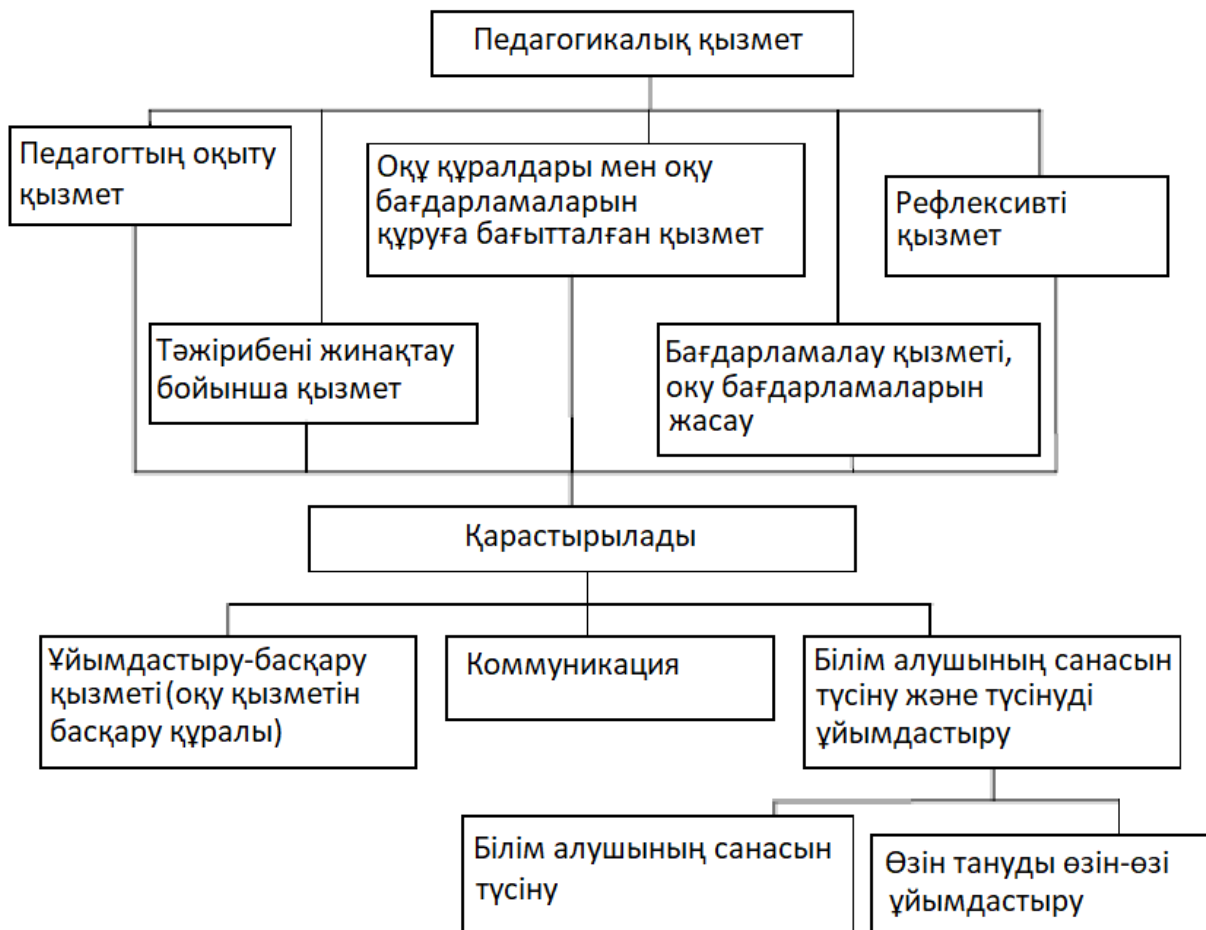 Педагогикалық қызмет
Педагогтың оқыту
қызмет
Оқу құралдары мен оқу
бағдарламаларын
құруға бағытталған қызмет
Рефлексивті
қызмет
Тәжірибені жинақтау
бойынша қызмет
Бағдарламалау қызметі,
оку бағдарламаларын
жасау
Қарастырылады
Ұйымдастыру-басқару
қызметі (оқу қызметін
басқару құралы)
Коммуникация
Білім алушының санасын
түсіну және түсінуді
ұйымдастыру
Білім алушының санасын
түсіну
Өзін тануды өзін-өзі
ұйымдастыру